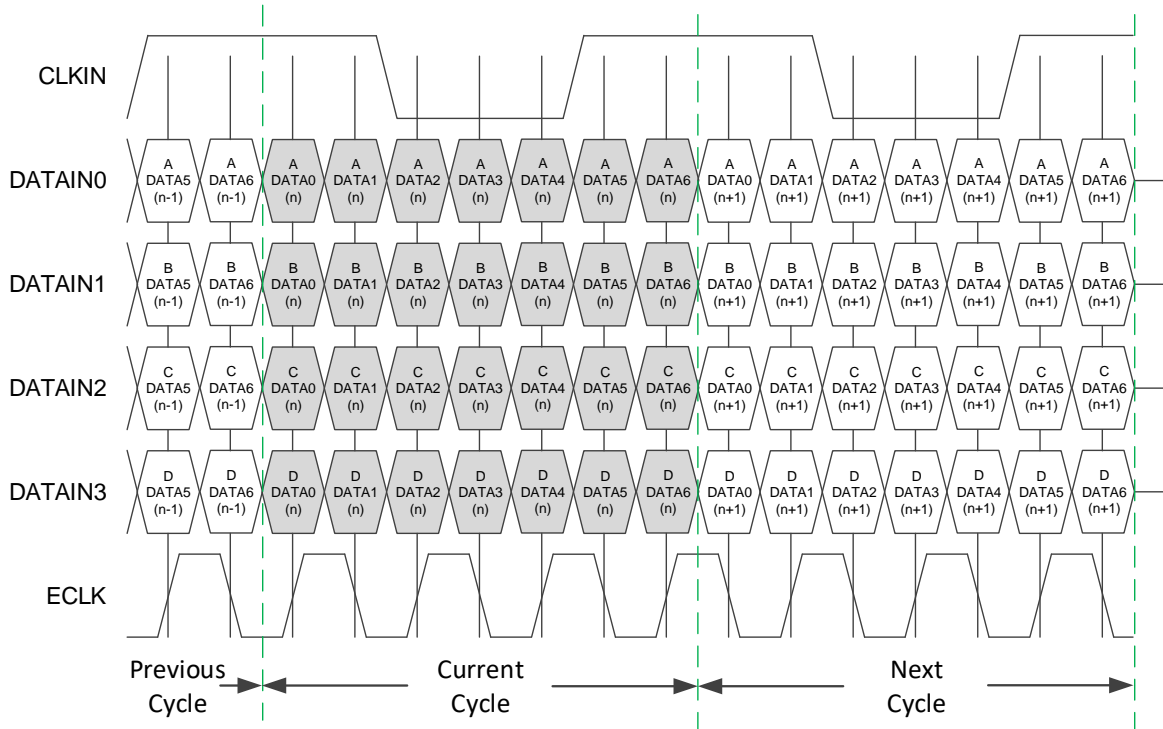 CLKIN
DATAIN0
A A A A A A A A A A A A A A A A
DATA5 DATA6 DATA0 DATA1 DATA2 DATA3 DATA4 DATA5 DATA6 DATA0 DATA1 DATA2 DATA3 DATA4 DATA5 DATA6
(n-1) (n-1) (n) (n) (n) (n) (n) (n) (n) (n+1) (n+1) (n+1) (n+1) (n+1) (n+1) (n+1)
DATAIN1
B B B B B B B B B B B B B B B B
DATA5 DATA6 DATA0 DATA1 DATA2 DATA3 DATA4 DATA5 DATA6 DATA0 DATA1 DATA2 DATA3 DATA4 DATA5 DATA6
(n-1) (n-1) (n) (n) (n) (n) (n) (n) (n) (n+1) (n+1) (n+1) (n+1) (n+1) (n+1) (n+1)
DATAIN2
C C C C C C C C C C C C C C C C
DATA5 DATA6 DATA0 DATA1 DATA2 DATA3 DATA4 DATA5 DATA6 DATA0 DATA1 DATA2 DATA3 DATA4 DATA5 DATA6
(n-1) (n-1) (n) (n) (n) (n) (n) (n) (n) (n+1) (n+1) (n+1) (n+1) (n+1) (n+1) (n+1)
DATAIN3
D D D D D D D D D D D D D D D D
DATA5 DATA6 DATA0 DATA1 DATA2 DATA3 DATA4 DATA5 DATA6 DATA0 DATA1 DATA2 DATA3 DATA4 DATA5 DATA6
(n-1) (n-1) (n) (n) (n) (n) (n) (n) (n) (n+1) (n+1) (n+1) (n+1) (n+1) (n+1) (n+1)
ECLK
Previous
Cycle
Current
Cycle
Next
Cycle